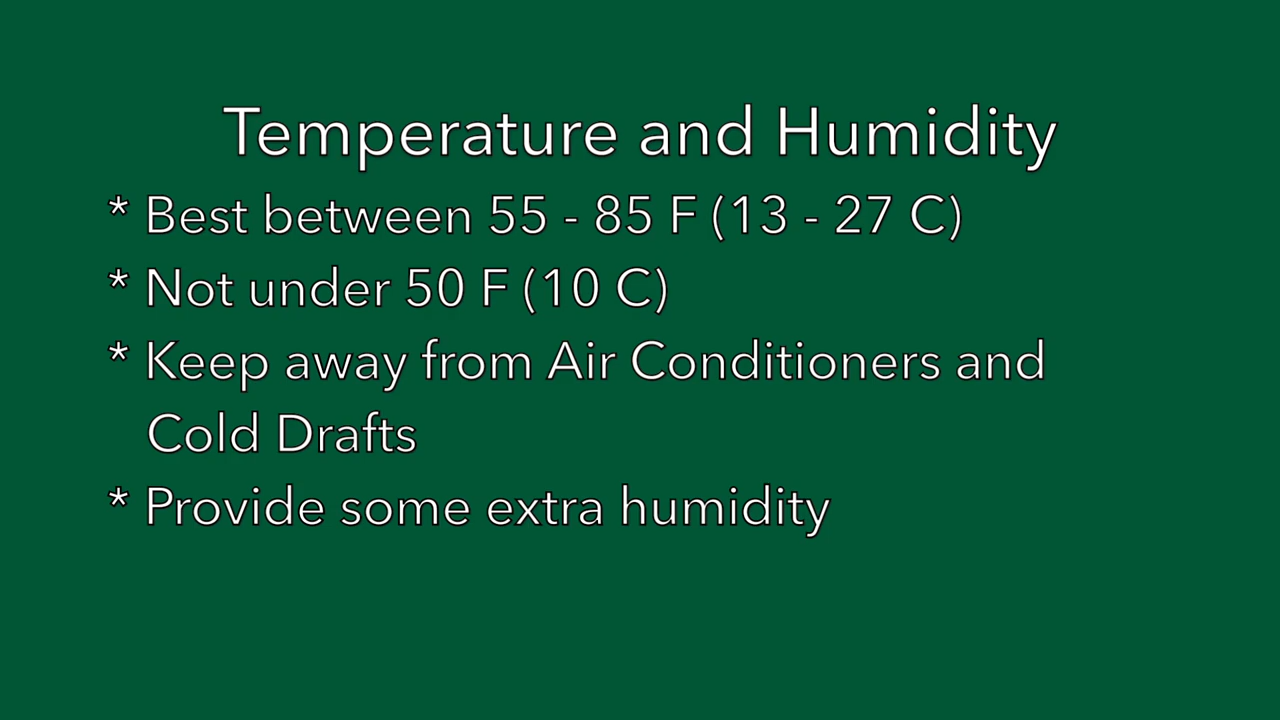 Temperature and Humidity
* Best between 55 - 85 F (13 - 27 C)
* Not under 50 F (10 C)
* Keep away from Air Conditioners and
Cold Drafts
* Provide some extra humidity